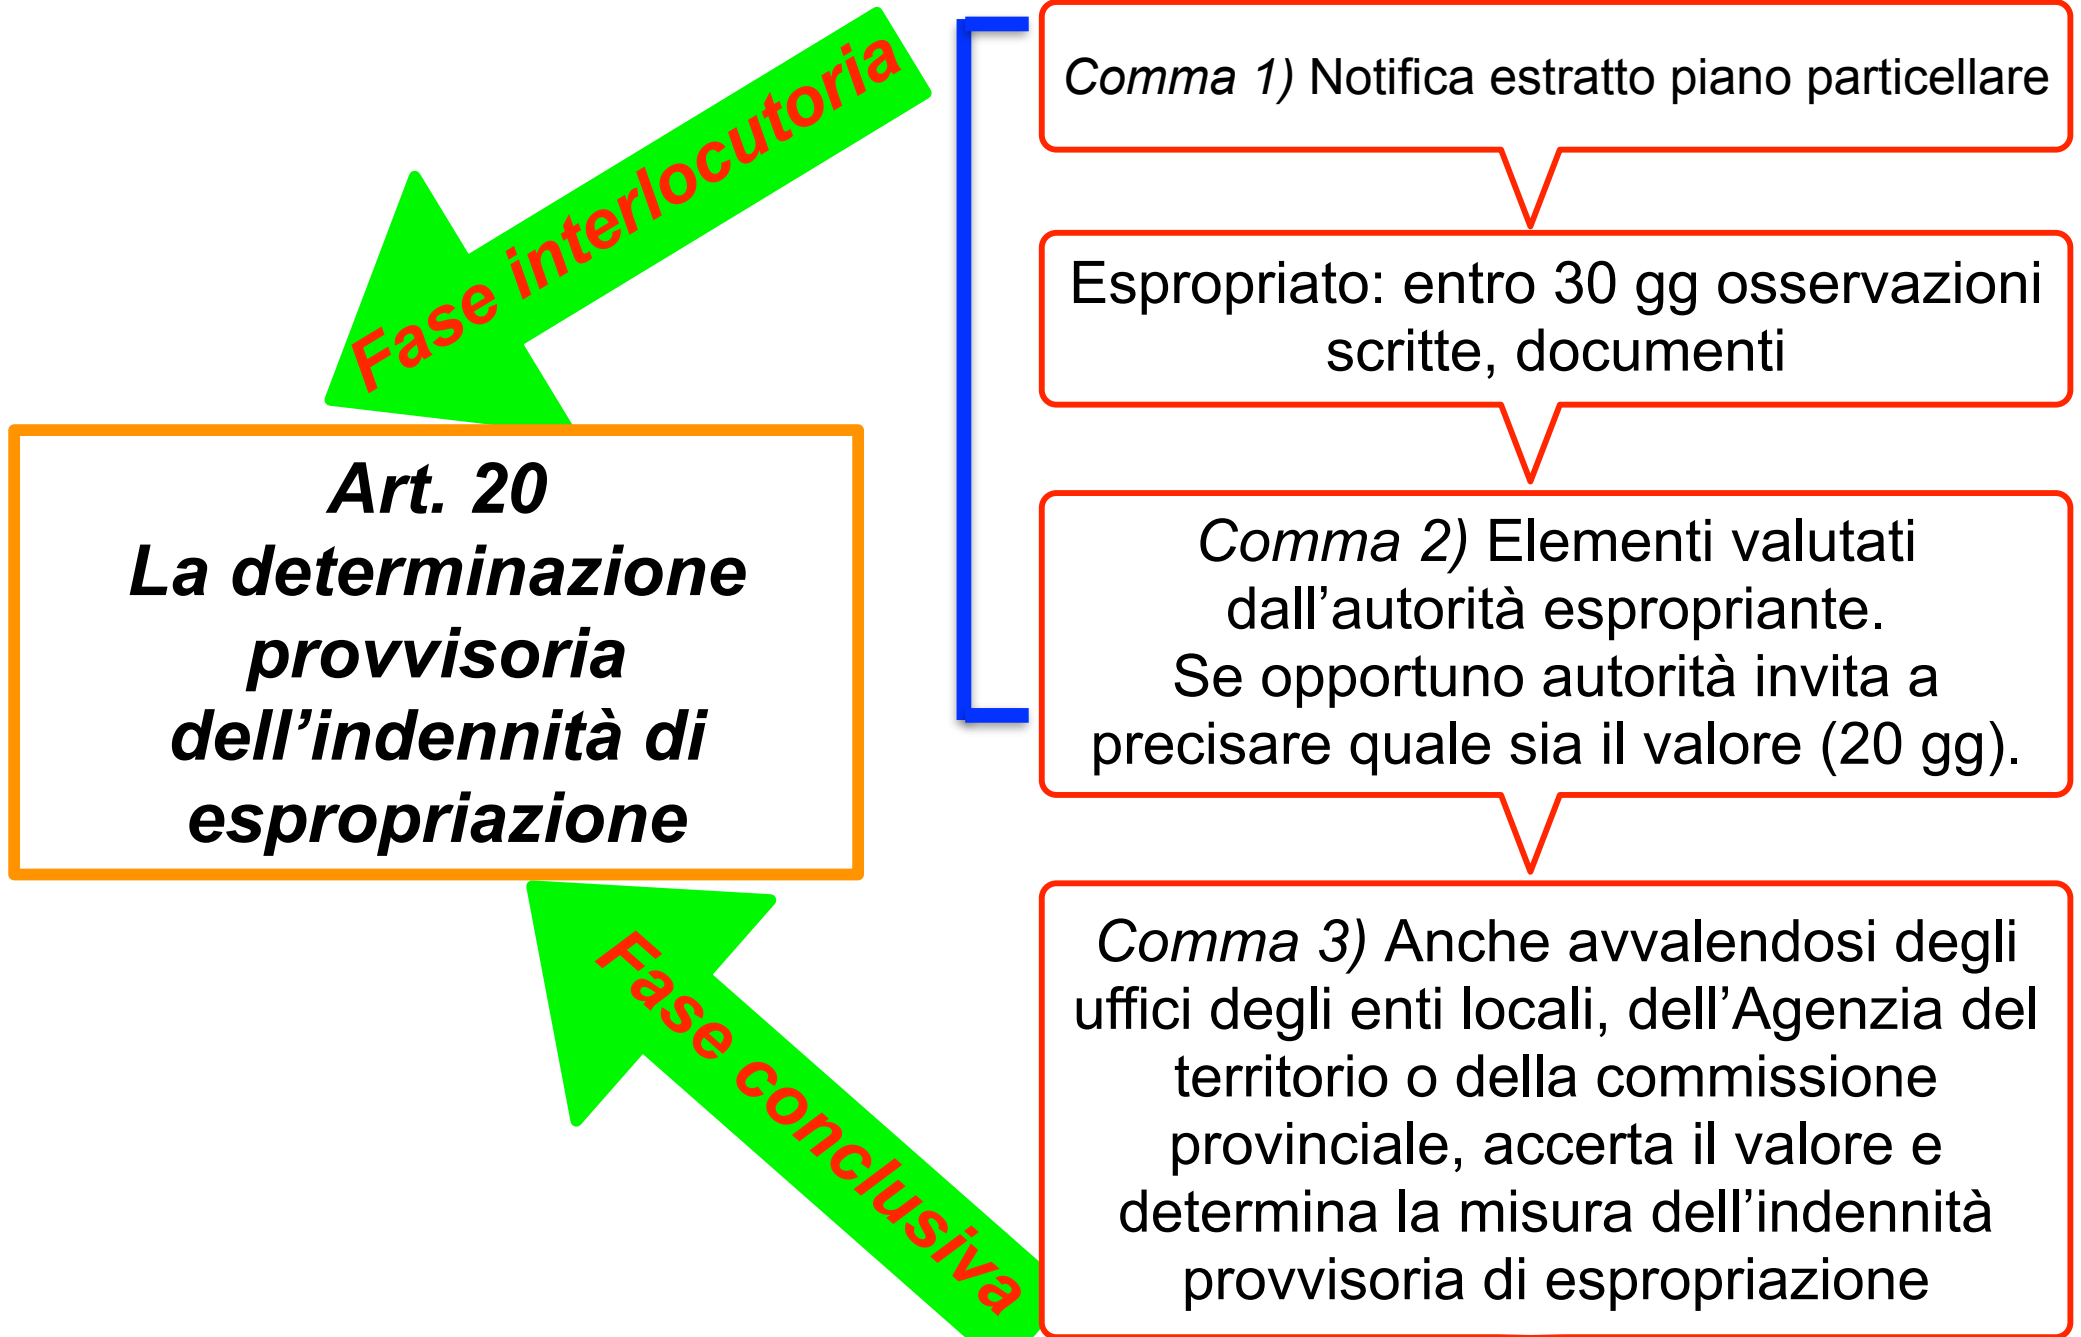 Fase interlocutoria
Art. 20
La determinazione
provvisoria
dell’indennità di
espropriazione
Fase conclusiva
Comma 1) Notifica estratto piano particellare
Espropriato: entro 30 gg osservazioni
scritte, documenti
Comma 2) Elementi valutati
dall’autorità espropriante.
Se opportuno autorità invita a
precisare quale sia il valore (20 gg).
Comma 3) Anche avvalendosi degli
uffici degli enti locali, dell’Agenzia del
territorio o della commissione
provinciale, accerta il valore e
determina la misura dell’indennità
provvisoria di espropriazione